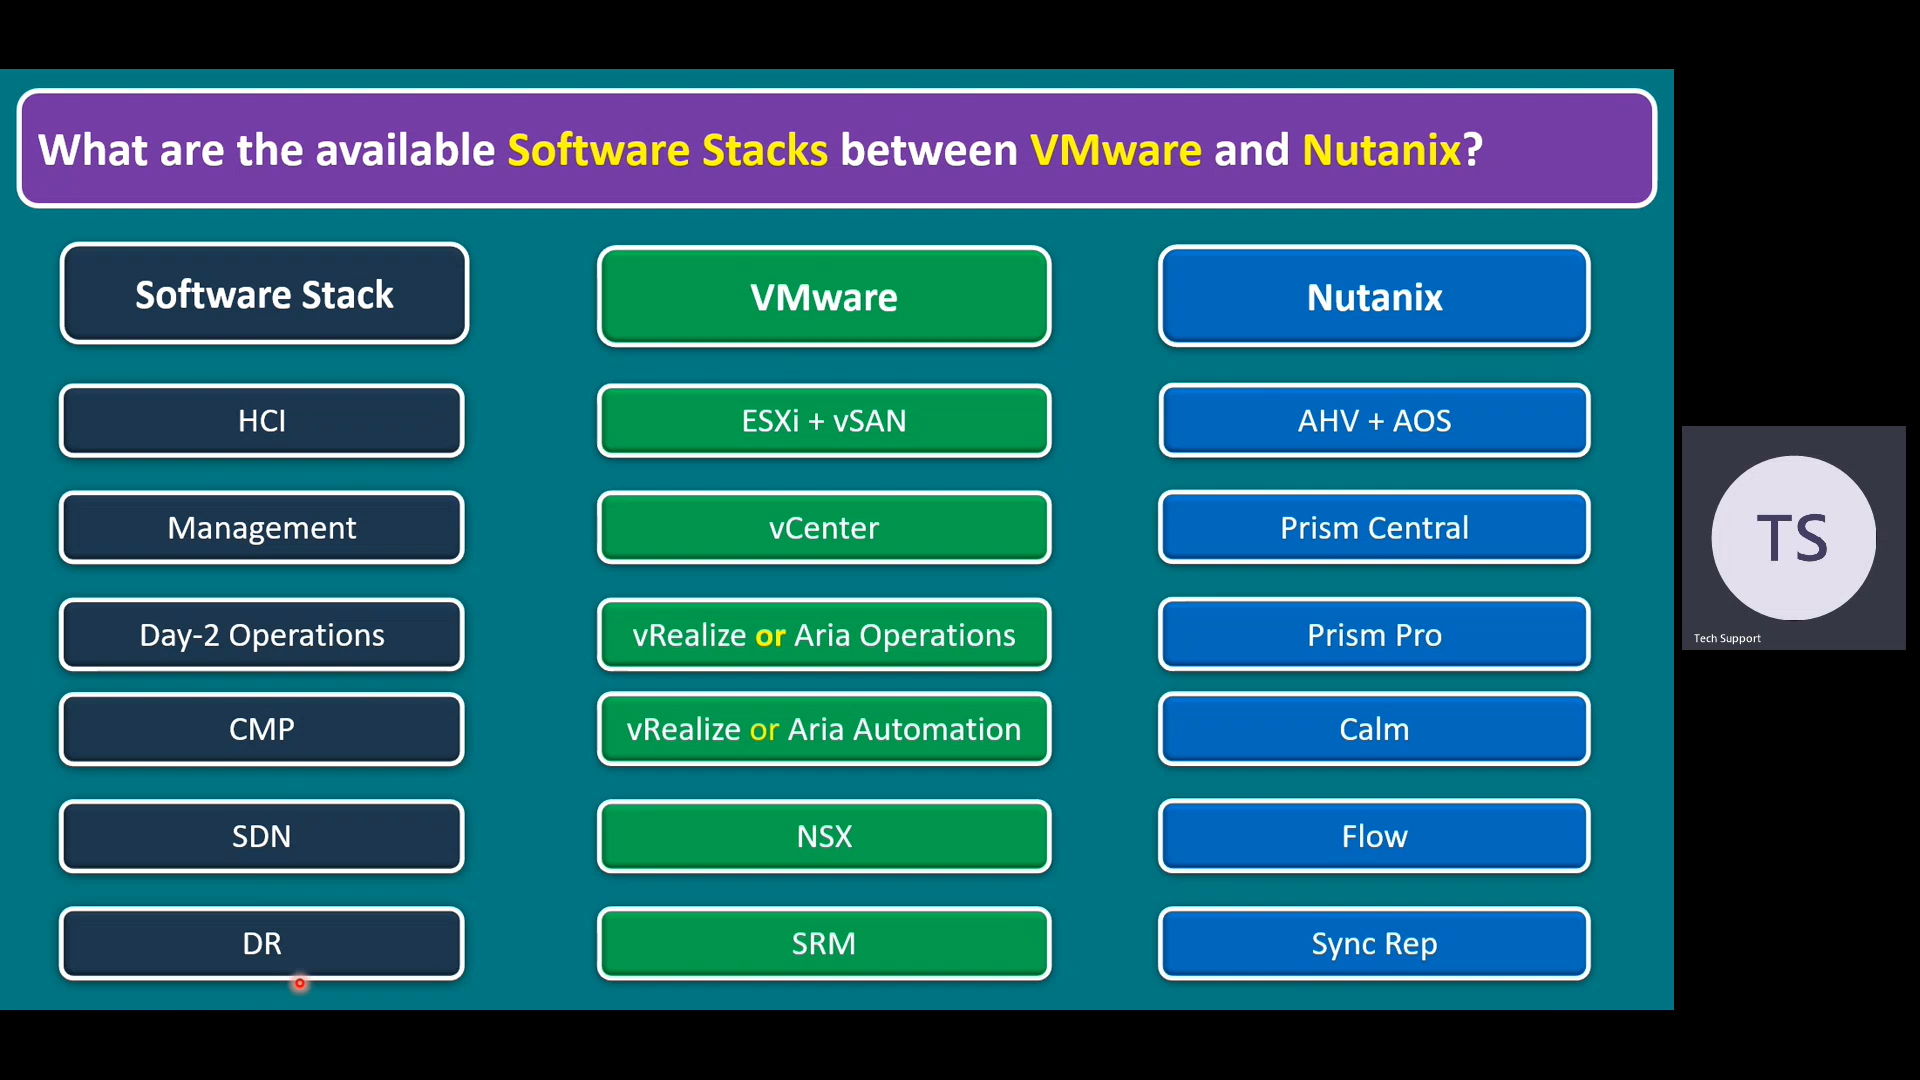 What are the available Software Stacks between VMware and Nutanix?
Software Stack
VMware
Nutanix
HCI
ESXi + vSAN
AHV + AOS
Management
vCenter
Prism Central
Day-2 Operations
vRealize or Aria Operations
Prism Pro
CMP
vRealize or Aria Automation
Calm
SDN
NSX
Flow
DR
SRM
Sync Rep
TS
Tech Support